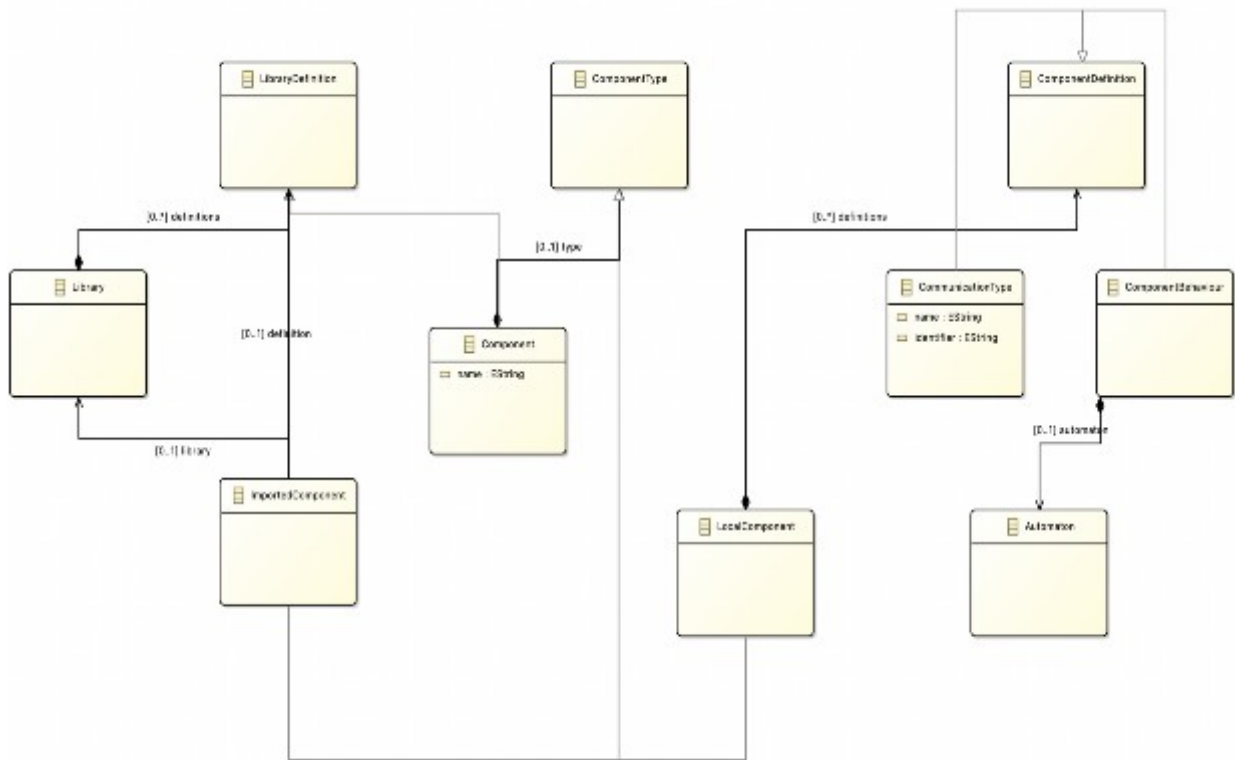 LibraryDefinition
ComponentType
ComponentDefinition
[0..*] definitions
[0..*] definitions
[0..1] type
Library
CommunicationType
ComponentBehaviour
name : EString
identifier : EString
[0..1] definition
Component
name : EString
[0..1] automaton
[0..1] library
ImportedComponent
LocalComponent
Automaton